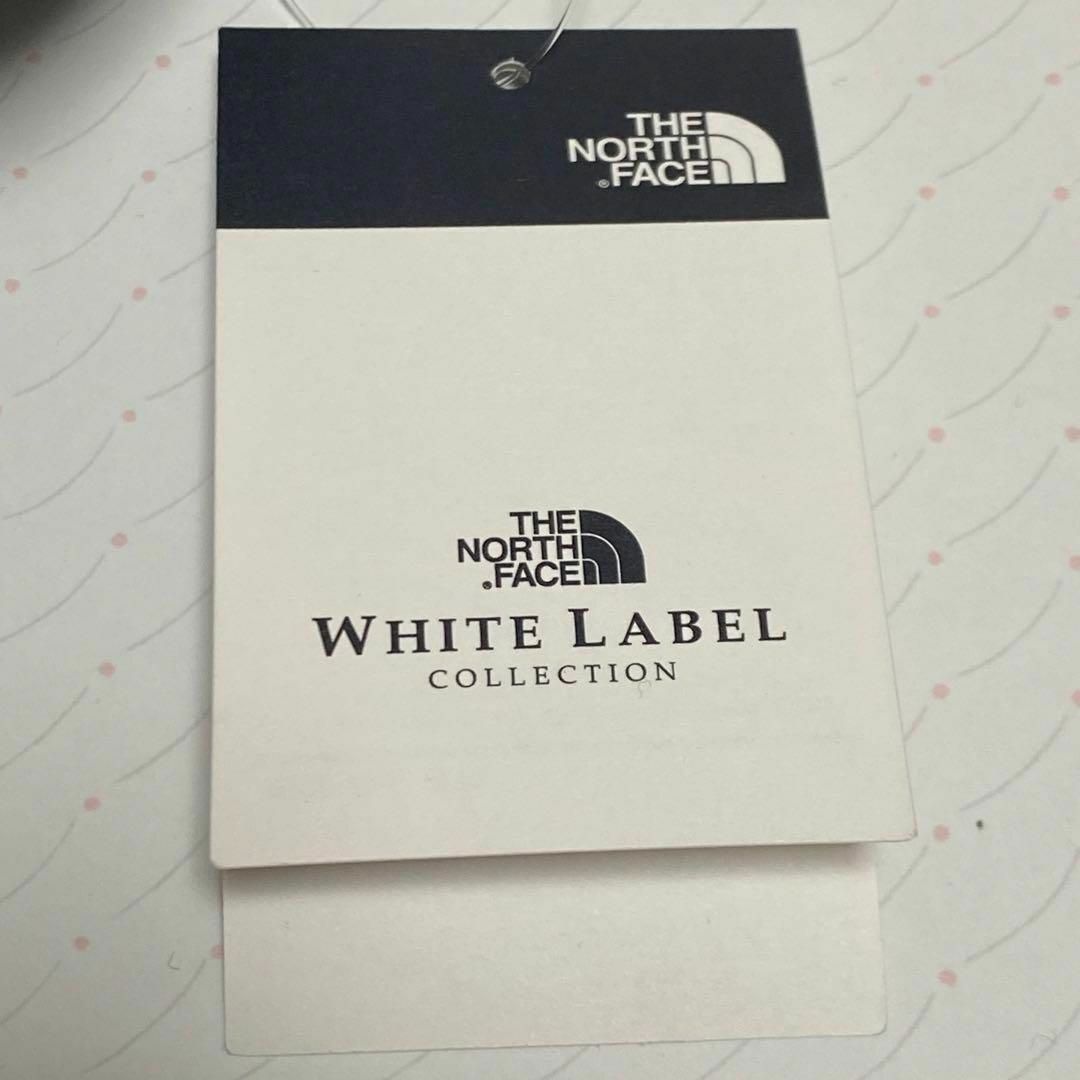 THE
NORTH
®FACE
THE
NORTH
®FACE
WHITE LABEL
COLLECTION